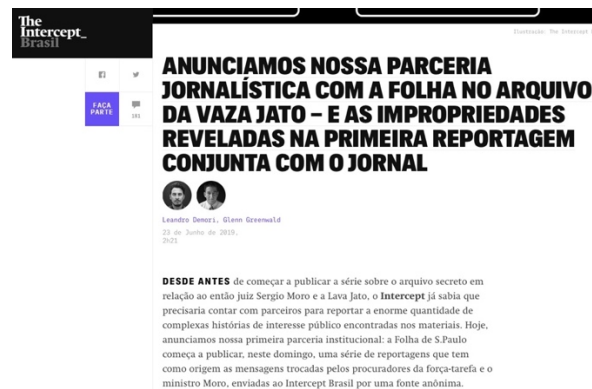 The
Intercept_
Brasil
Ilustração: The Intercept
ANUNCIAMOS NOSSA PARCERIA
JORNALÍSTICA COM A FOLHA NO ARQUIVO
DA VAZA JATO – E AS IMPROPRIEDADES
REVELADAS NA PRIMEIRA REPORTAGEM
CONJUNTA COM O JORNAL
FAÇA
PARTE
Leandro Demori, Glenn Greenwald
23 de Junho de 2019,
2h21
DESDE ANTES de começar a publicar a série sobre o arquivo secreto em
relação ao então juiz Sergio Moro e a Lava Jato, o Intercept já sabia que
precisaria contar com parceiros para reportar a enorme quantidade de
complexas histórias de interesse público encontradas nos materiais. Hoje,
anunciamos nossa primeira parceria institucional: a Folha de S.Paulo
começa a publicar, neste domingo, uma série de reportagens que tem
como origem as mensagens trocadas pelos procuradores da força-tarefa e o
ministro Moro, enviadas ao Intercept Brasil por uma fonte anônima.